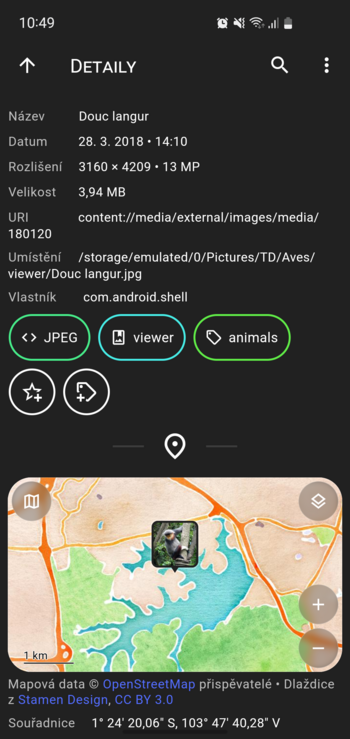 10:49
DETAILY
Název Douc langur
Datum 28. 3. 2018 • 14:10
Rozlišení 3160 × 4209 • 13 MP
Velikost 3,94 MB
URI content://media/external/images/media/
180120
Umístění /storage/emulated/0/Pictures/TD/Aves/
viewer/Douc langur.jpg
Vlastník com.android.shell
JPEG viewer animals
1 km
Mapová data © OpenStreetMap přispěvatelé • Dlaždice
z Stamen Design, CC BY 3.0
Souřadnice 1° 24′ 20,06″ S, 103° 47′ 40,28″ V